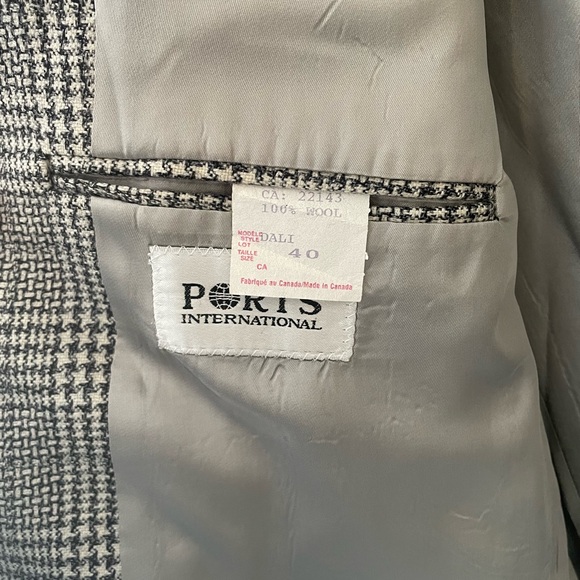 CA: 22143
100% WOOL
MODÈLE
STYLE DALI
LOT
TAILLE 40
SIZE
CA
Fabriqué au Canada/Made in Canada
PORTS
INTERNATIONAL